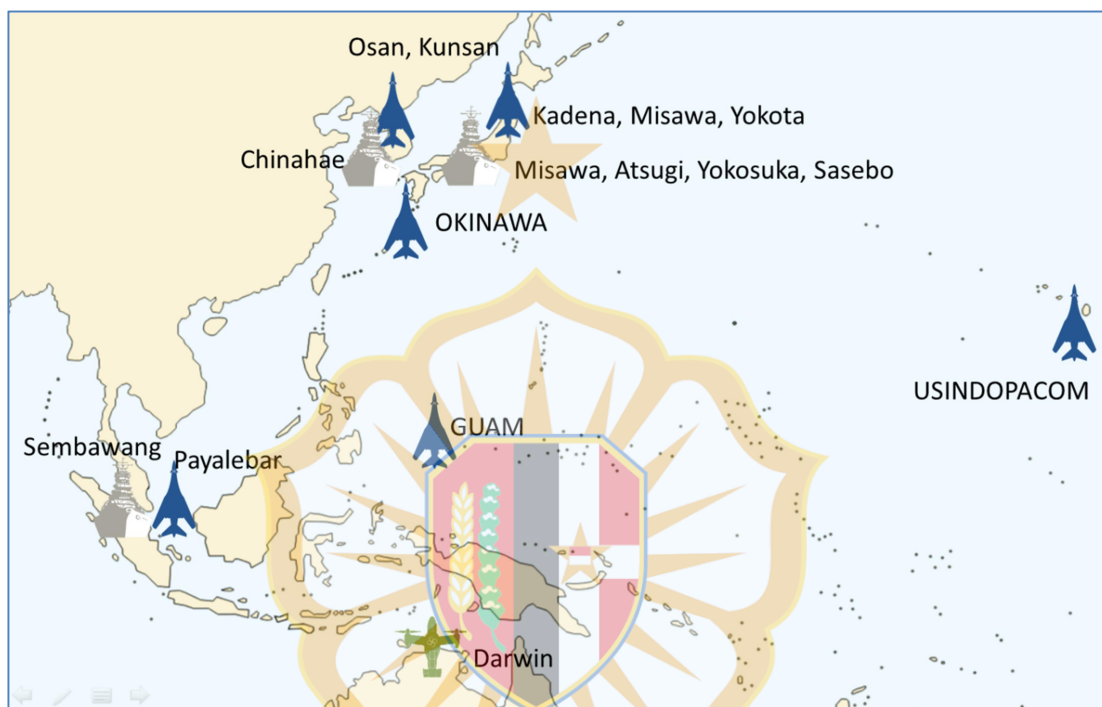 Osan, Kunsan
Kadena, Misawa, Yokota
Chinahae
Misawa, Atsugi, Yokosuka, Sasebo
OKINAWA
USINDOPACOM
GUAM
Sembawang
Payalebar
Darwin